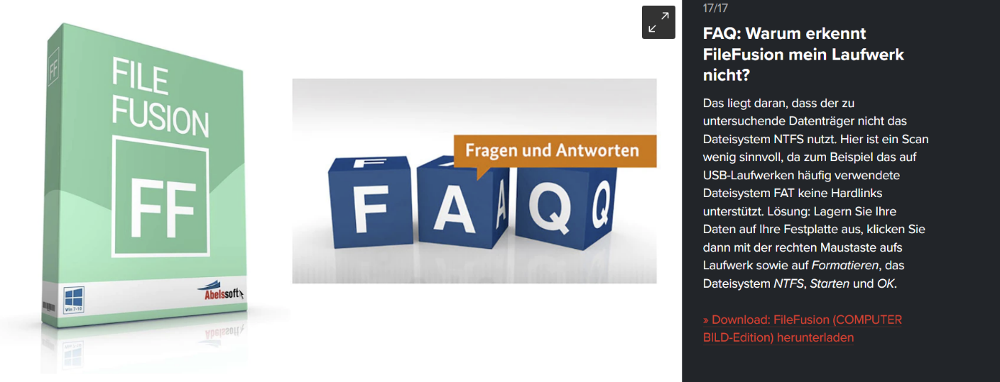 FF
FILE
FUSION
FF
Win 7-10
Abelssoft
Fragen und Antworten
F
F
A
A
Q
Q
17/17
FAQ: Warum erkennt
FileFusion mein Laufwerk
nicht?
Das liegt daran, dass der zu
untersuchende Datenträger nicht das
Dateisystem NTFS nutzt. Hier ist ein Scan
wenig sinnvoll, da zum Beispiel das auf
USB-Laufwerken häufig verwendete
Dateisystem FAT keine Hardlinks
unterstützt. Lösung: Lagern Sie Ihre
Daten auf Ihre Festplatte aus, klicken Sie
dann mit der rechten Maustaste aufs
Laufwerk sowie auf Formatieren, das
Dateisystem NTFS, Starten und OK.
» Download: FileFusion (COMPUTER
BILD-Edition) herunterladen